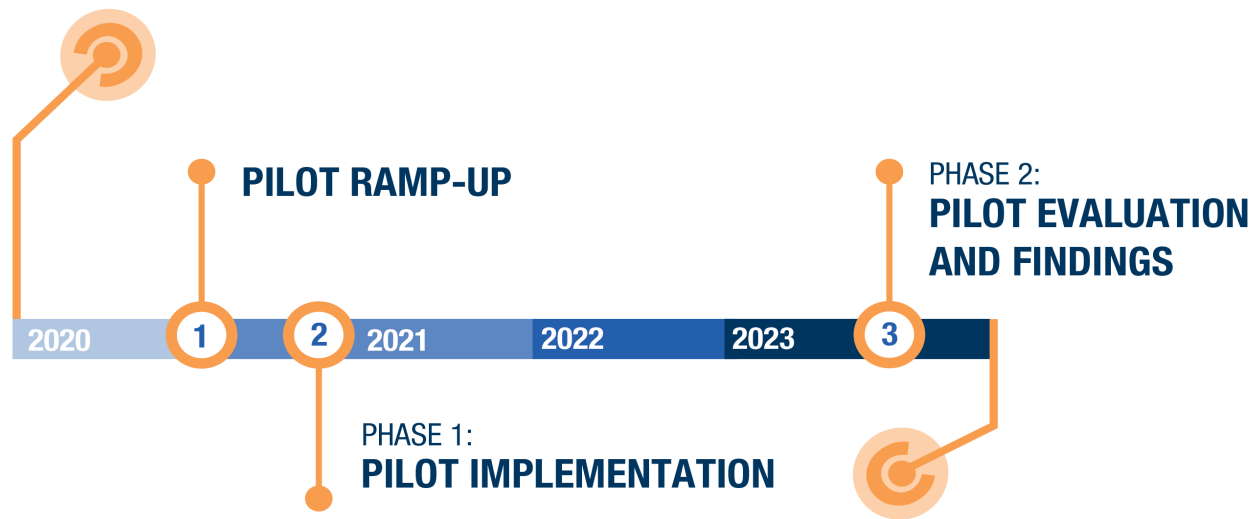 PILOT RAMP-UP
PHASE 2:
PILOT EVALUATION
AND FINDINGS
2020
1
2
2021
2022
2023
3
PHASE 1:
PILOT IMPLEMENTATION